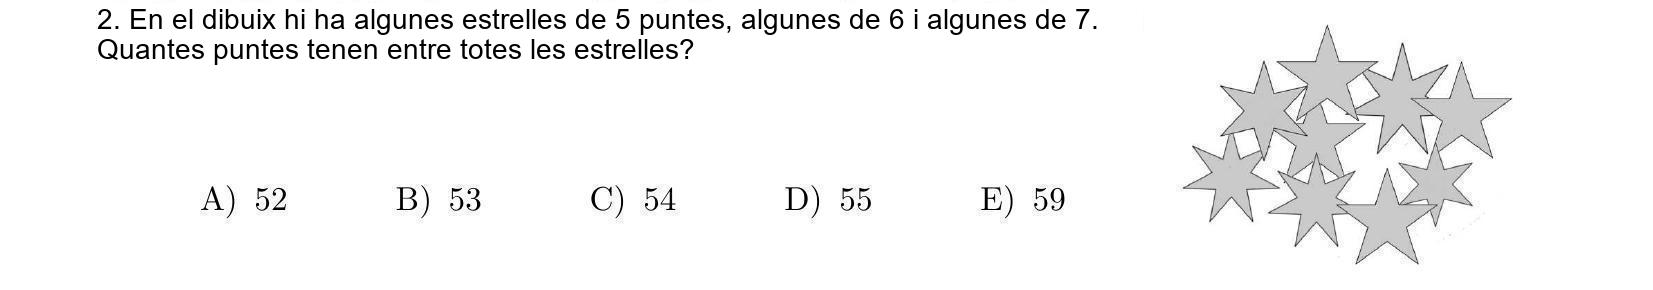 2. En el dibuix hi ha algunes estrelles de 5 puntes, algunes de 6 i algunes de 7.
Quantes puntes tenen entre totes les estrelles?
A) 52 B) 53 C) 54 D) 55 E) 59